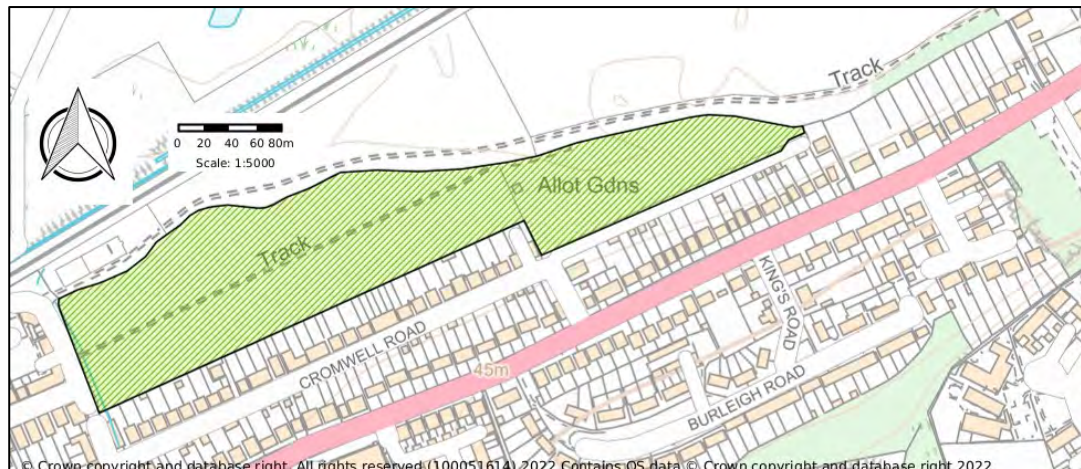 Track
0 20 40 60 80m
Scale: 1:5000
Allot Gdns
Track
KING'S ROAD
CROMWELL ROAD
45m
BURLEIGH ROAD
© Crown copyright and database right. All rights reserved (100051614) 2022 Contains OS data © Crown copyright and database right 2022